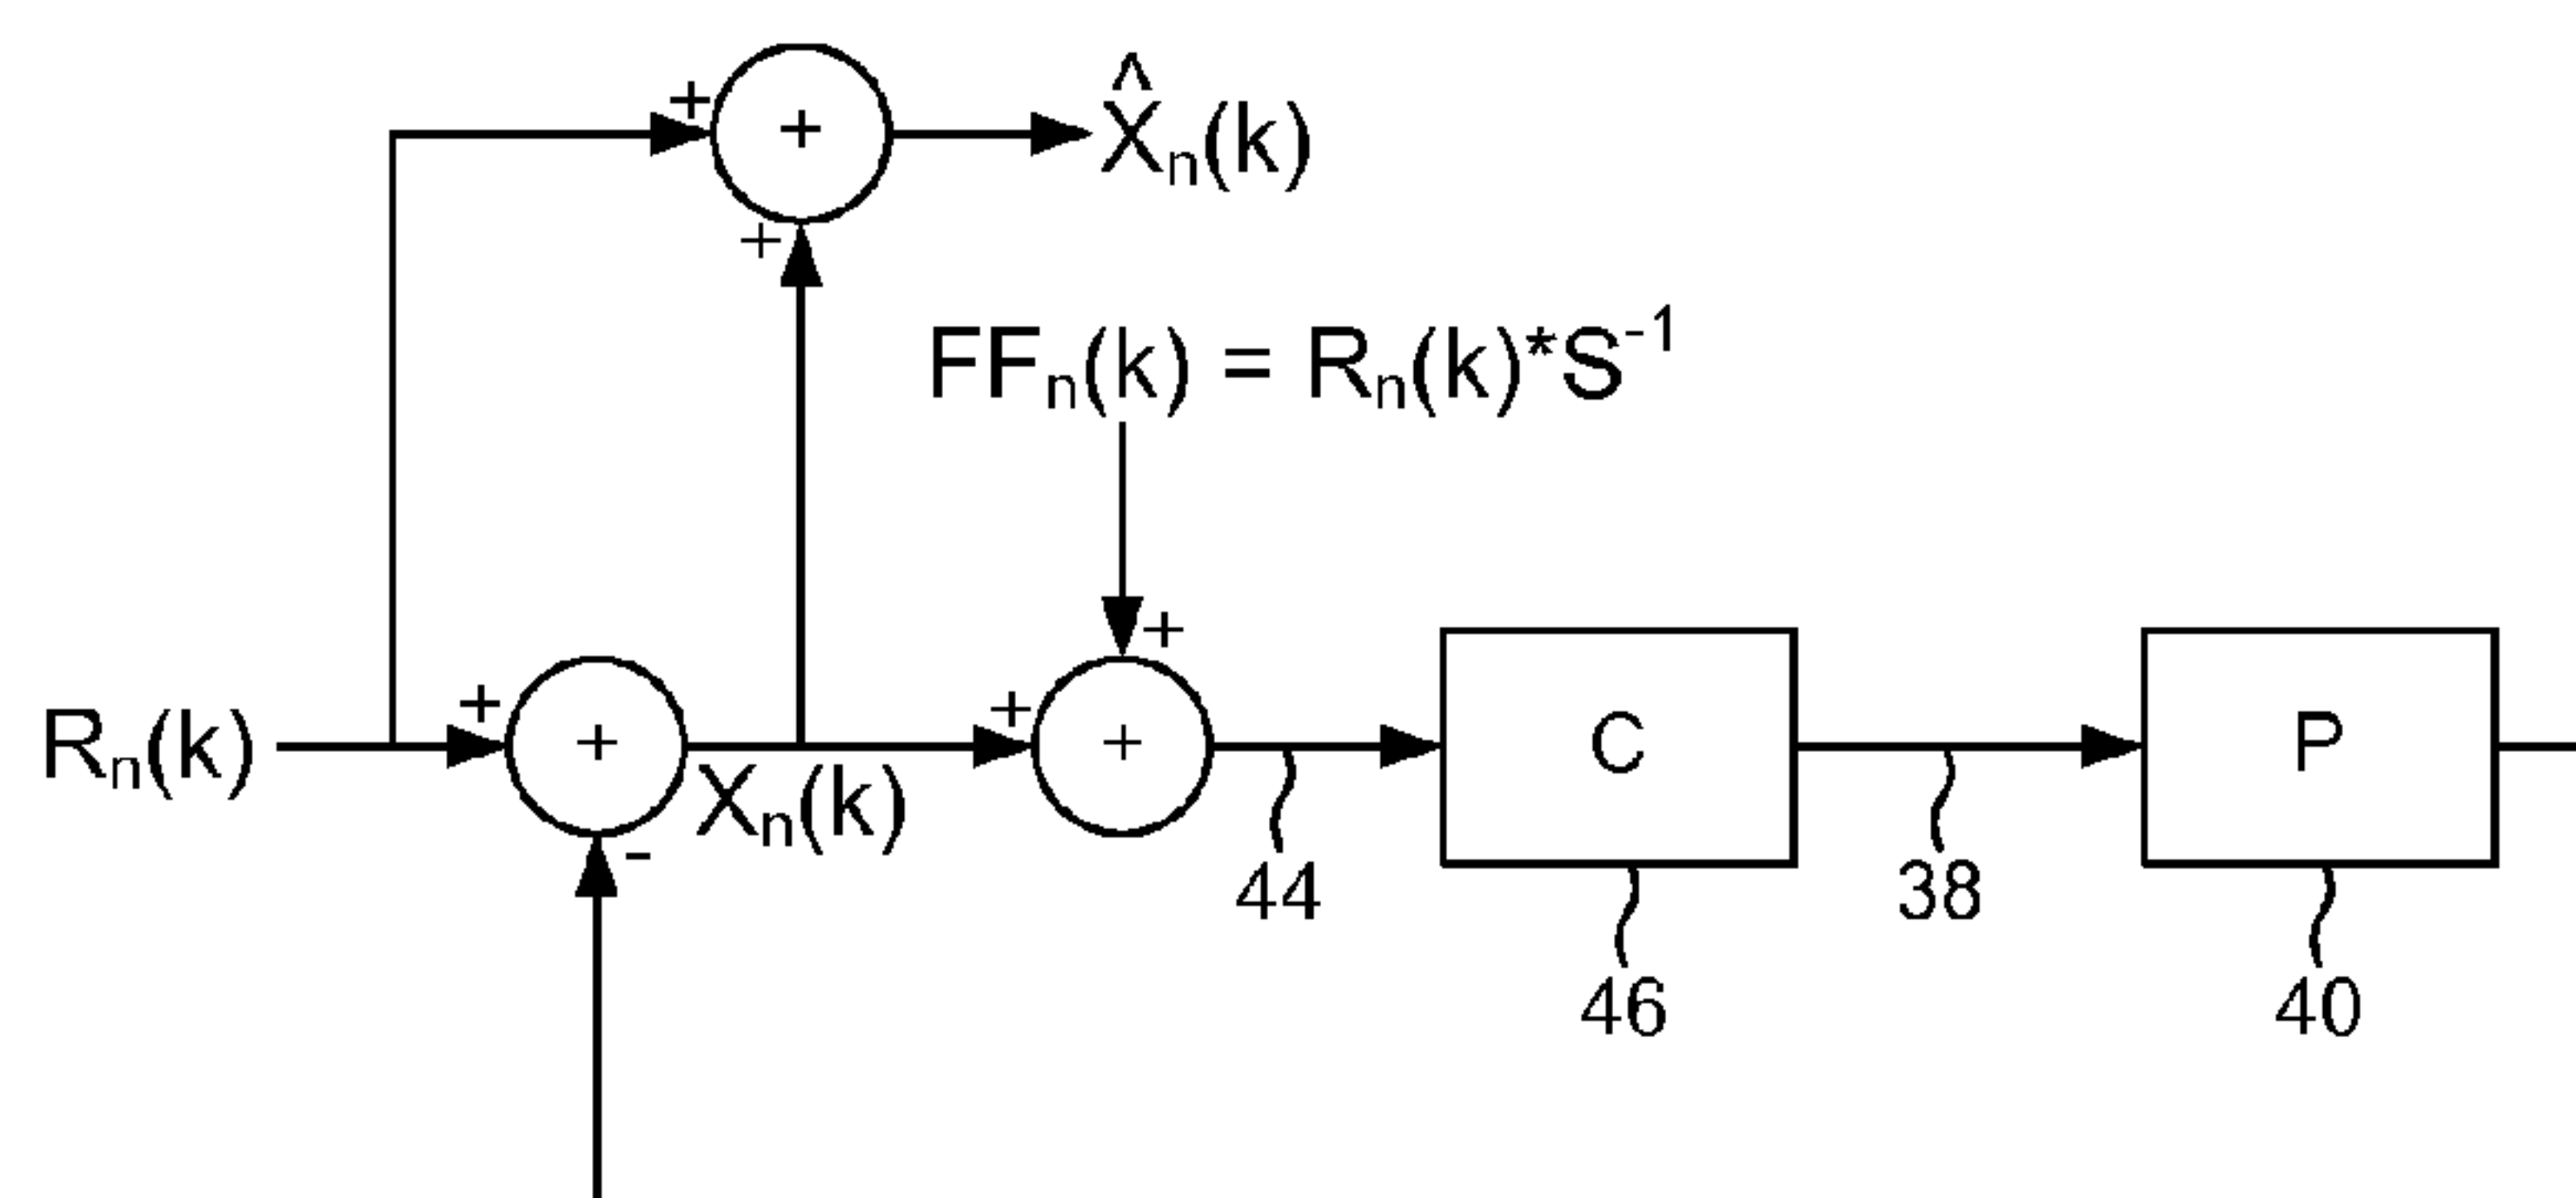 + + X̂ₙ(k)
+
FFₙ(k) = Rₙ(k)*S⁻¹
+
Rₙ(k) + + Xₙ(k) + + C P
-
44 38
46 40